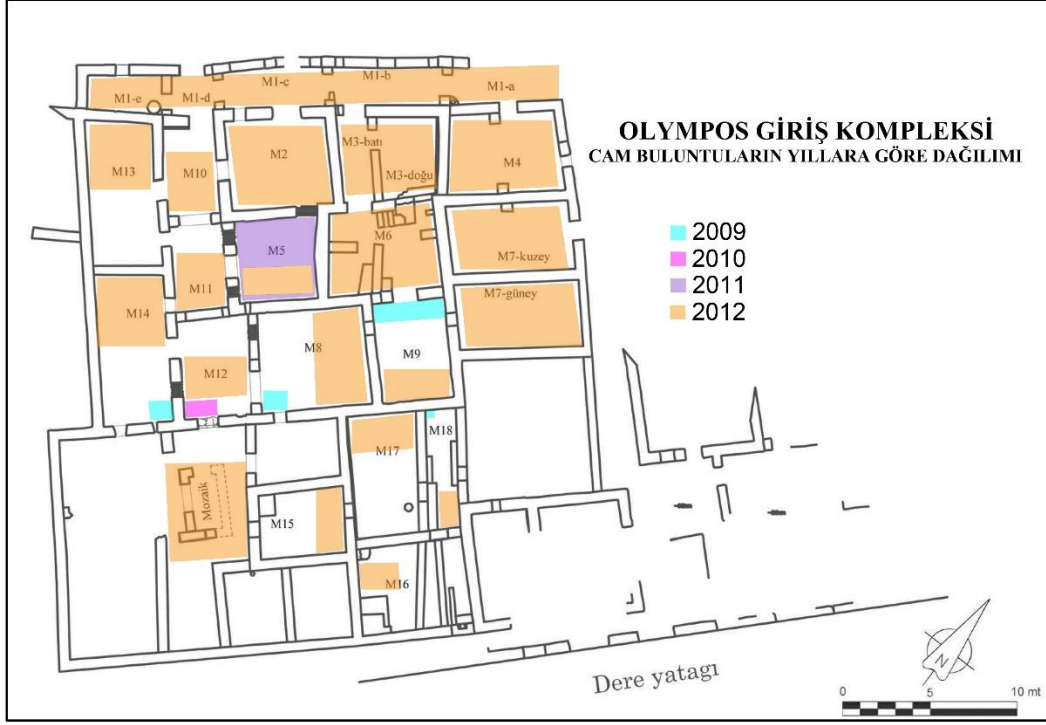 OLYMPOS GİRİŞ KOMPLEKSİ
CAM BULUNTULARIN YILLARA GÖRE DAĞILIMI
2009
2010
2011
2012
M1-e
M1-d
M1-c
M1-b
M1-a
M13
M10
M2
M3-batı
M3-doğu
M4
M5
M6
M7-kuzey
M11
M14
M7-güney
M8
M9
M12
M17
M18
Mozaik
M15
M16
Dere yatagı
N
0 5 10 mt